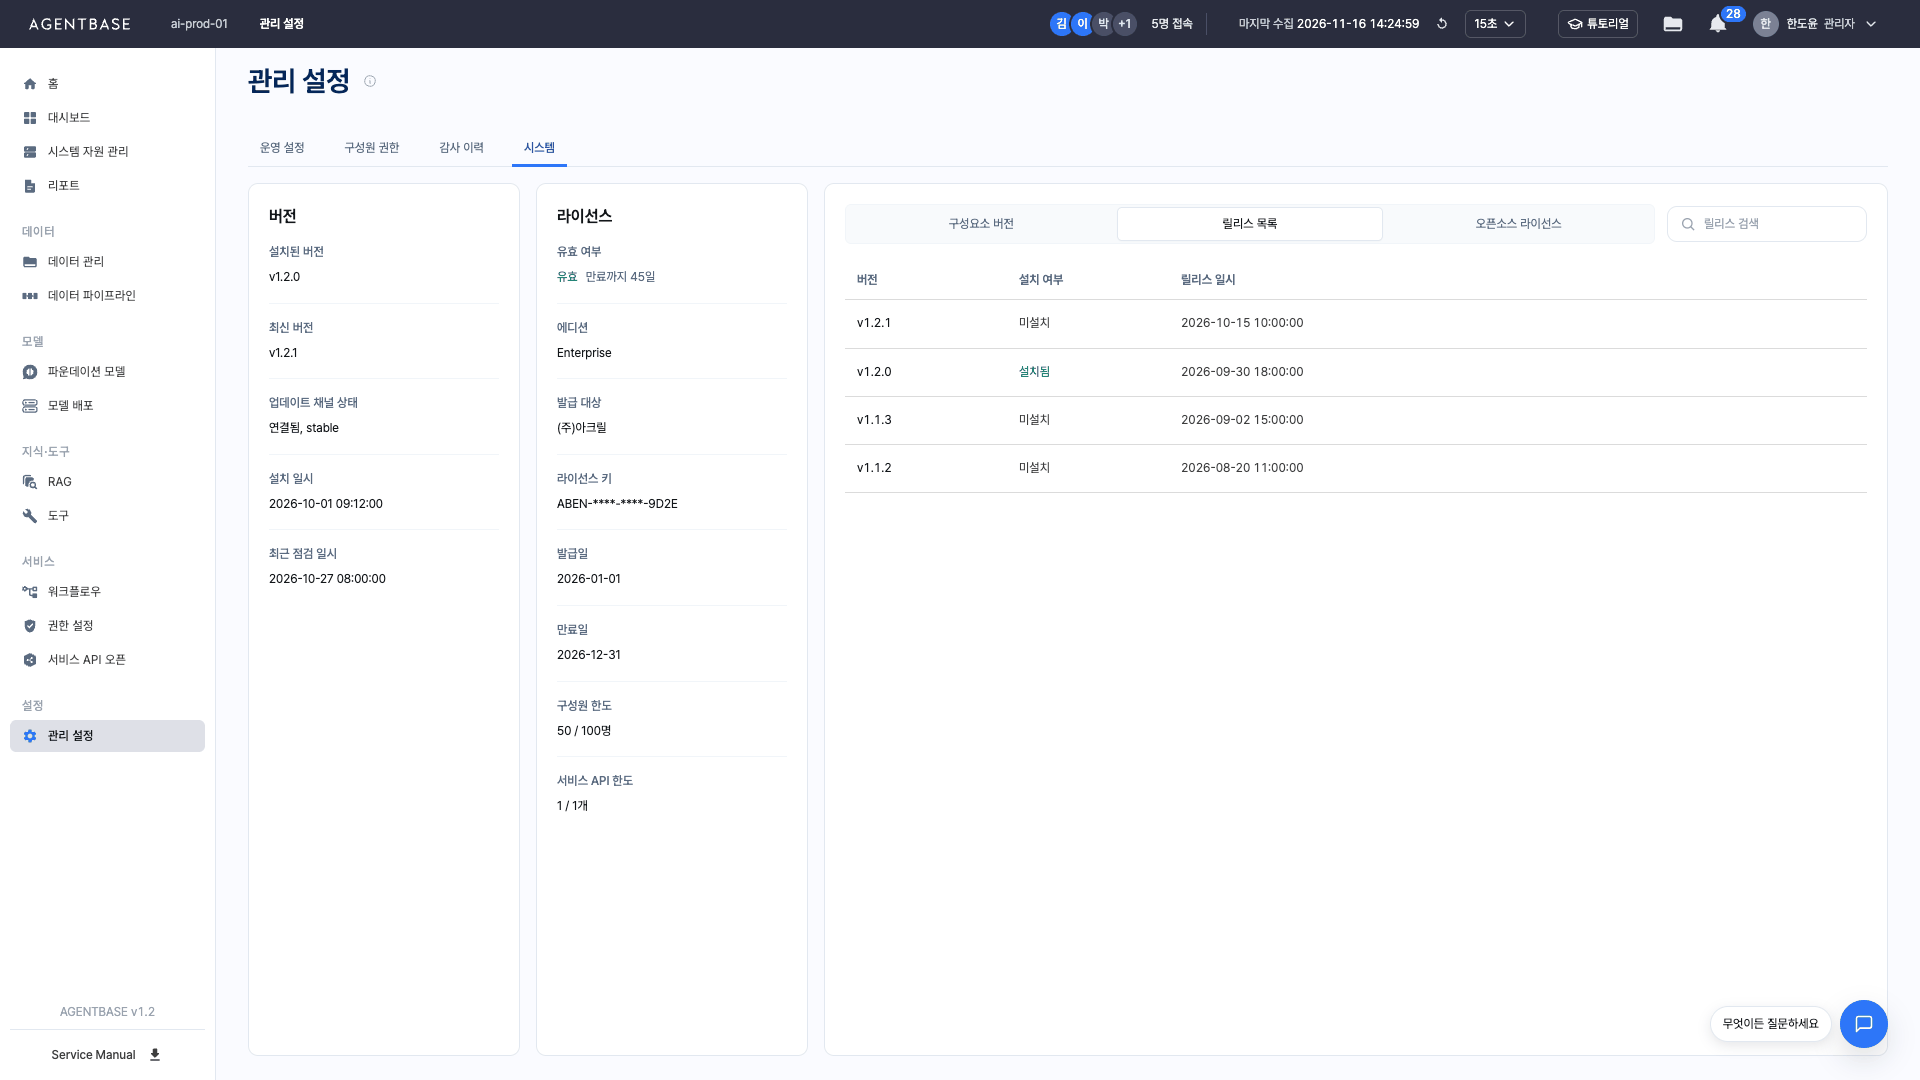 AGENTBASE
ai-prod-01
관리 설정
김 이 박 +1 5명 접속
마지막 수집 2026-11-16 14:24:59
15초
튜토리얼
28
한 한도윤 관리자
홈
대시보드
시스템 자원 관리
리포트
데이터
데이터 관리
데이터 파이프라인
모델
파운데이션 모델
모델 배포
지식·도구
RAG
도구
서비스
워크플로우
권한 설정
서비스 API 오픈
설정
관리 설정
AGENTBASE v1.2
Service Manual
관리 설정
운영 설정 구성원 권한 감사 이력 시스템
버전
설치된 버전
v1.2.0
최신 버전
v1.2.1
업데이트 채널 상태
연결됨, stable
설치 일시
2026-10-01 09:12:00
최근 점검 일시
2026-10-27 08:00:00
라이선스
유효 여부
유효 만료까지 45일
에디션
Enterprise
발급 대상
(주)아크릴
라이선스 키
ABEN-****-****-9D2E
발급일
2026-01-01
만료일
2026-12-31
구성원 한도
50 / 100명
서비스 API 한도
1 / 1개
구성요소 버전 릴리스 목록 오픈소스 라이선스
릴리스 검색
버전 설치 여부 릴리스 일시
v1.2.1 미설치 2026-10-15 10:00:00
v1.2.0 설치됨 2026-09-30 18:00:00
v1.1.3 미설치 2026-09-02 15:00:00
v1.1.2 미설치 2026-08-20 11:00:00
무엇이든 질문하세요